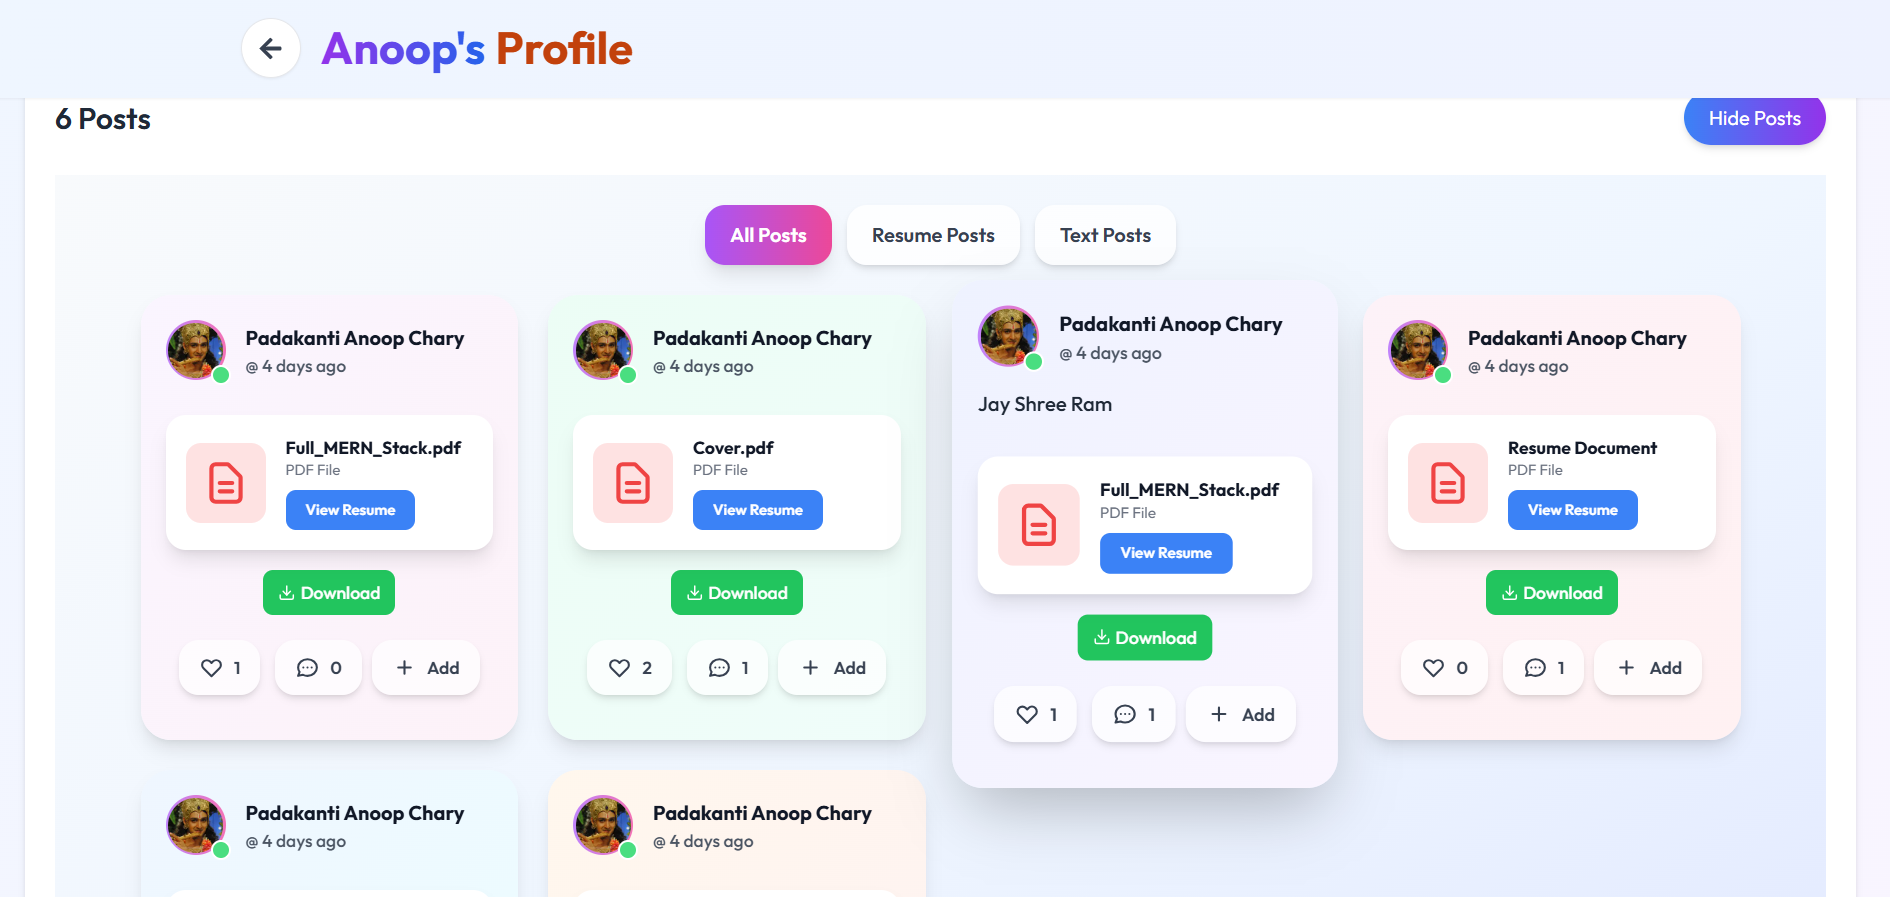 Anoop's Profile
6 Posts
Hide Posts
All Posts
Resume Posts
Text Posts
Padakanti Anoop Chary
@ 4 days ago
Full_MERN_Stack.pdf
PDF File
View Resume
Download
1
0
Add
Padakanti Anoop Chary
@ 4 days ago
Cover.pdf
PDF File
View Resume
Download
2
1
Add
Padakanti Anoop Chary
@ 4 days ago
Jay Shree Ram
Full_MERN_Stack.pdf
PDF File
View Resume
Download
1
1
Add
Padakanti Anoop Chary
@ 4 days ago
Resume Document
PDF File
View Resume
Download
0
1
Add
Padakanti Anoop Chary
@ 4 days ago
Padakanti Anoop Chary
@ 4 days ago